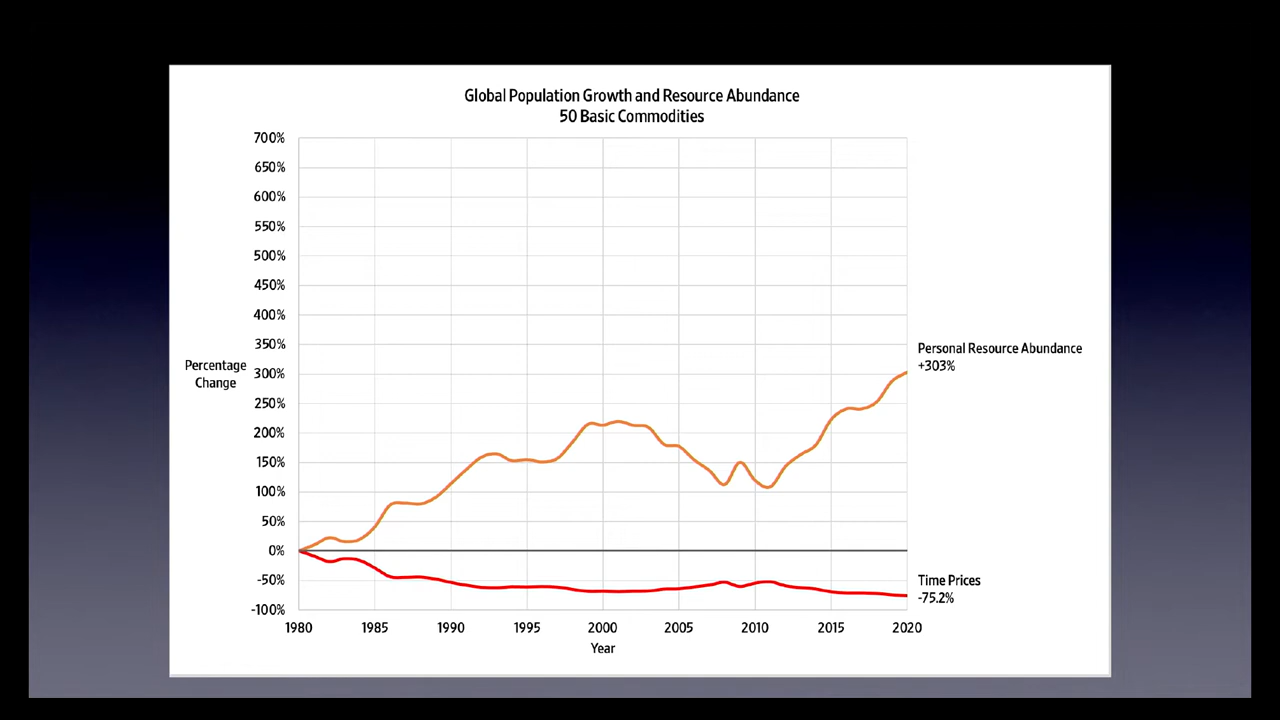 Global Population Growth and Resource Abundance
50 Basic Commodities
700%
650%
600%
550%
500%
450%
400%
350%
300%
250%
200%
150%
100%
50%
0%
-50%
-100%
Percentage
Change
Personal Resource Abundance
+303%
Time Prices
-75.2%
1980 1985 1990 1995 2000 2005 2010 2015 2020
Year